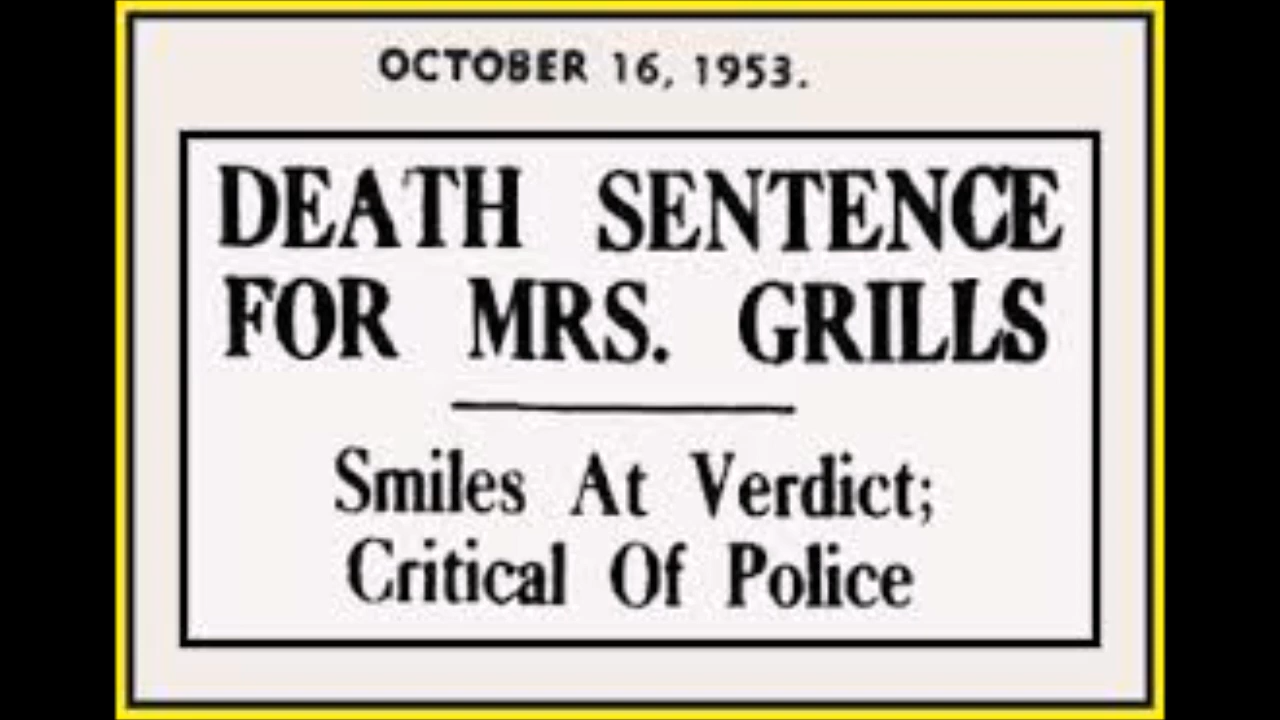 OCTOBER 16, 1953.
DEATH SENTENCE
FOR MRS. GRILLS
Smiles At Verdict;
Critical Of Police